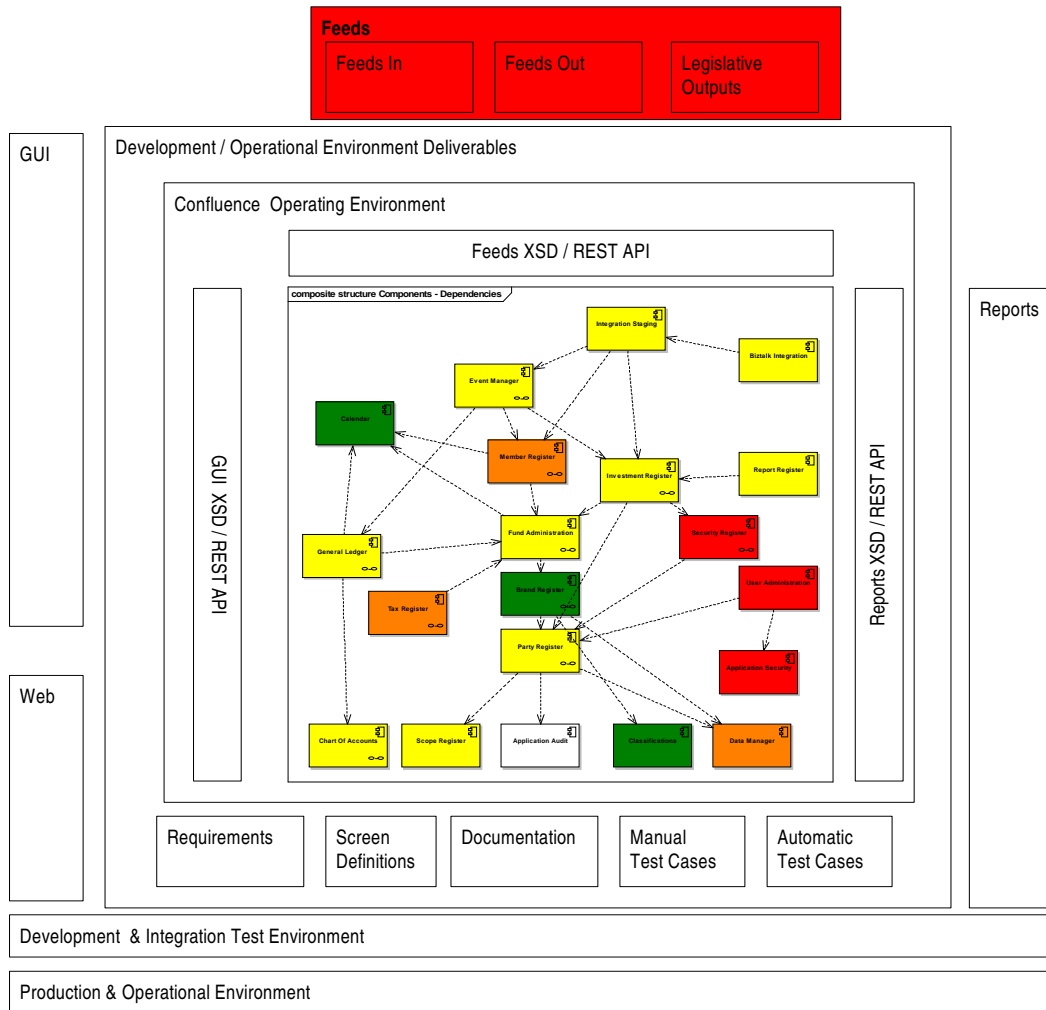 Feeds
Feeds In
Feeds Out
Legislative
Outputs
GUI
Development / Operational Environment Deliverables
Confluence  Operating Environment
Feeds XSD / REST API
GUI  XSD / REST API
composite structure Components - Dependencies
Integration Staging
Biztalk Integration
Event Manager
Calendar
Member Register
Investment Register
Report Register
Fund Administration
Security Register
General Ledger
Brand Register
User Administration
Tax Register
Party Register
Application Security
Chart Of Accounts
Scope Register
Application Audit
Classifications
Data Manager
Reports XSD / REST API
Reports
Web
Requirements
Screen
Definitions
Documentation
Manual
Test Cases
Automatic
Test Cases
Development  & Integration Test Environment
Production & Operational Environment